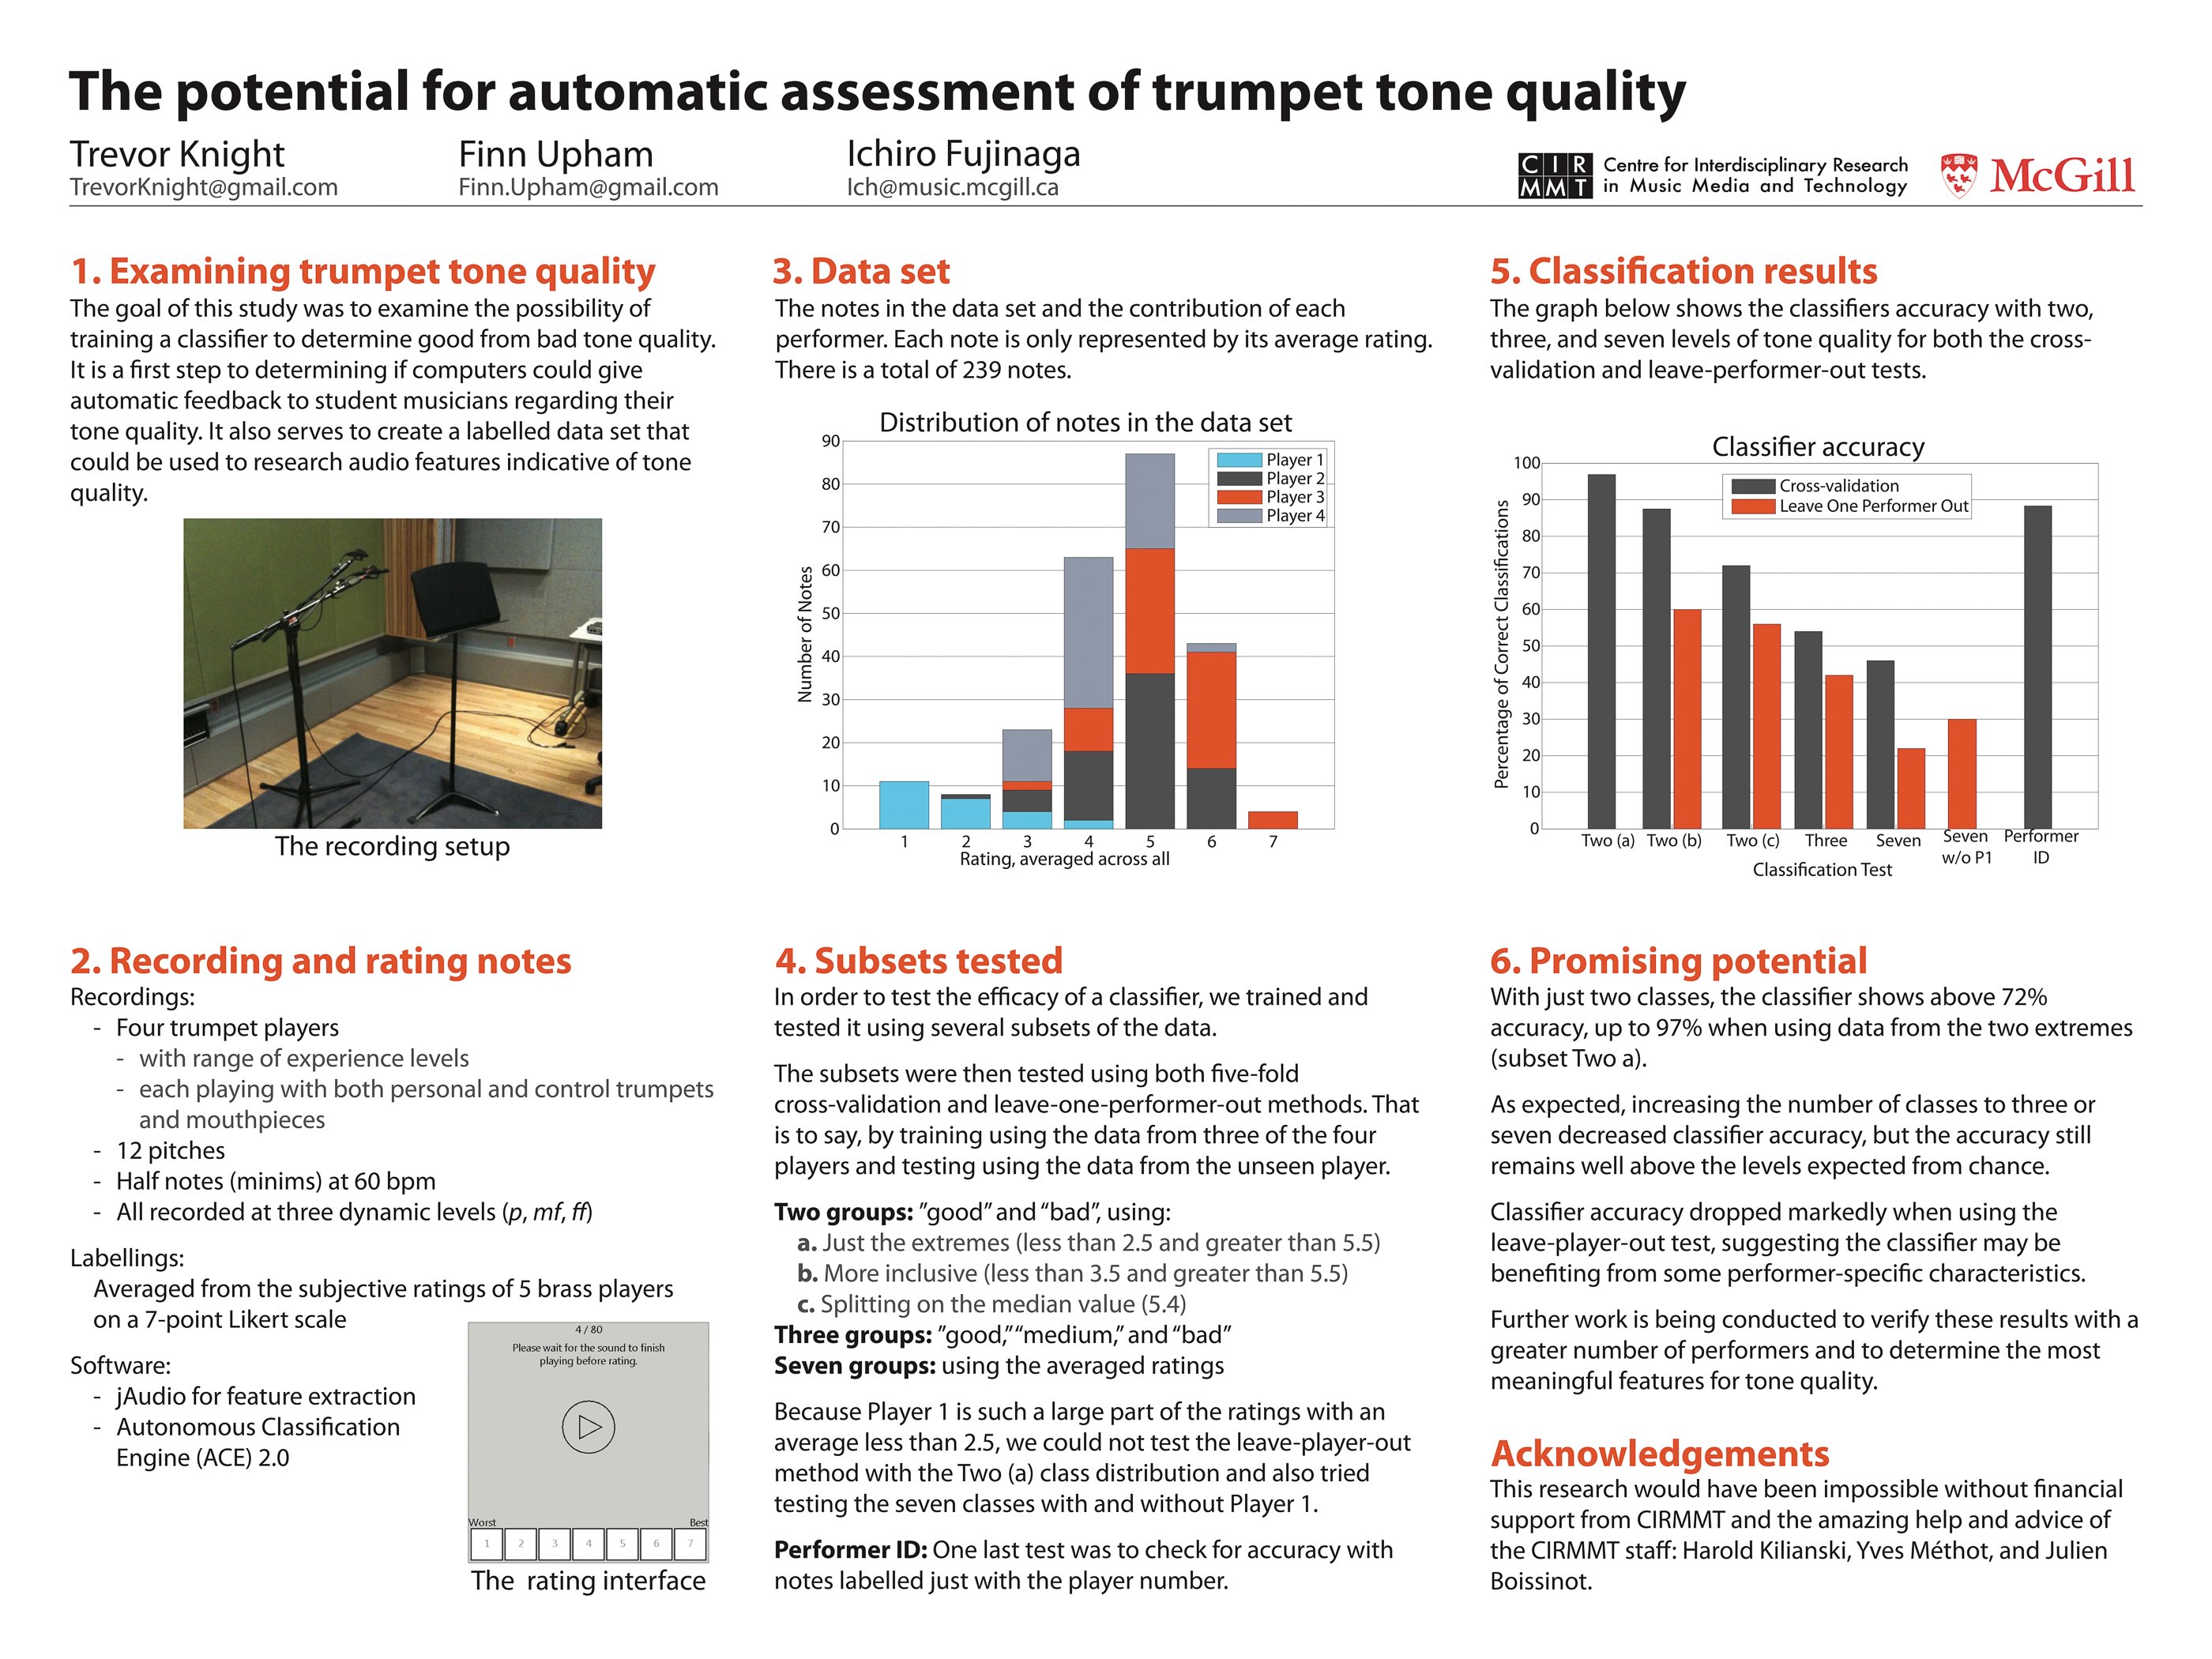 The potential for automatic assessment of trumpet tone quality
Trevor Knight
TrevorKnight@gmail.com
Finn Upham
Finn.Upham@gmail.com
Ichiro Fujinaga
Ich@music.mcgill.ca
CIR
MMT
Centre for Interdisciplinary Research
in Music Media and Technology
McGill
1. Examining trumpet tone quality
The goal of this study was to examine the possibility of
training a classifier to determine good from bad tone quality.
It is a first step to determining if computers could give
automatic feedback to student musicians regarding their
tone quality. It also serves to create a labelled data set that
could be used to research audio features indicative of tone
quality.
The recording setup
2. Recording and rating notes
Recordings:
- Four trumpet players
- with range of experience levels
- each playing with both personal and control trumpets
and mouthpieces
- 12 pitches
- Half notes (minims) at 60 bpm
- All recorded at three dynamic levels (p, mf, ff)
Labellings:
Averaged from the subjective ratings of 5 brass players
on a 7-point Likert scale
Software:
- jAudio for feature extraction
- Autonomous Classification
Engine (ACE) 2.0
4 / 80
Please wait for the sound to finish
playing before rating.
Worst Best
1 2 3 4 5 6 7
The rating interface
3. Data set
The notes in the data set and the contribution of each
performer. Each note is only represented by its average rating.
There is a total of 239 notes.
Distribution of notes in the data set
Number of Notes
90
80
70
60
50
40
30
20
10
0
Player 1
Player 2
Player 3
Player 4
1 2 3 4 5 6 7
Rating, averaged across all
4. Subsets tested
In order to test the efficacy of a classifier, we trained and
tested it using several subsets of the data.
The subsets were then tested using both five-fold
cross-validation and leave-one-performer-out methods. That
is to say, by training using the data from three of the four
players and testing using the data from the unseen player.
Two groups: ”good” and “bad”, using:
a. Just the extremes (less than 2.5 and greater than 5.5)
b. More inclusive (less than 3.5 and greater than 5.5)
c. Splitting on the median value (5.4)
Three groups: ”good,” “medium,” and “bad”
Seven groups: using the averaged ratings
Because Player 1 is such a large part of the ratings with an
average less than 2.5, we could not test the leave-player-out
method with the Two (a) class distribution and also tried
testing the seven classes with and without Player 1.
Performer ID: One last test was to check for accuracy with
notes labelled just with the player number.
5. Classification results
The graph below shows the classifiers accuracy with two,
three, and seven levels of tone quality for both the cross-
validation and leave-performer-out tests.
Classifier accuracy
Percentage of Correct Classifications
100
90
80
70
60
50
40
30
20
10
0
Cross-validation
Leave One Performer Out
Two (a) Two (b) Two (c) Three Seven Seven w/o P1 Performer ID
Classification Test
6. Promising potential
With just two classes, the classifier shows above 72%
accuracy, up to 97% when using data from the two extremes
(subset Two a).
As expected, increasing the number of classes to three or
seven decreased classifier accuracy, but the accuracy still
remains well above the levels expected from chance.
Classifier accuracy dropped markedly when using the
leave-player-out test, suggesting the classifier may be
benefiting from some performer-specific characteristics.
Further work is being conducted to verify these results with a
greater number of performers and to determine the most
meaningful features for tone quality.
Acknowledgements
This research would have been impossible without financial
support from CIRMMT and the amazing help and advice of
the CIRMMT staff: Harold Kilianski, Yves Méthot, and Julien
Boissinot.